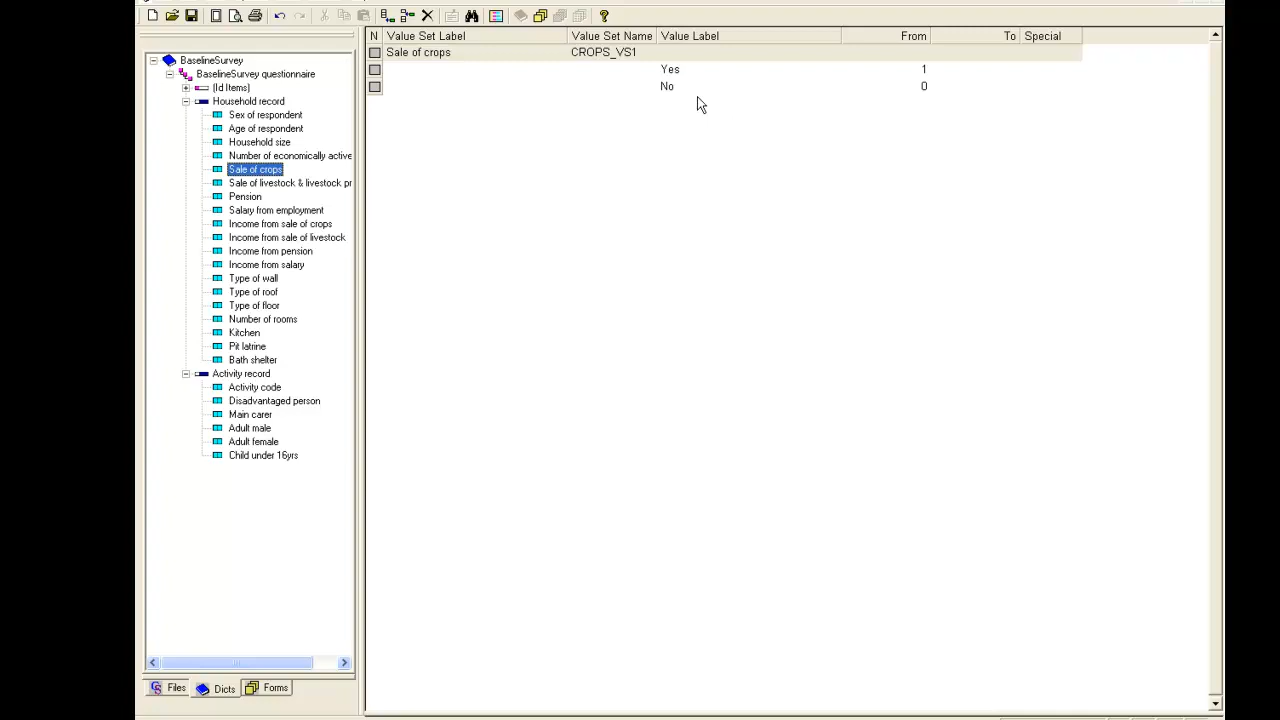 N Value Set Label Value Set Name Value Label From To Special
Sale of crops CROPS_VS1
Yes 1
No 0
BaselineSurvey
BaselineSurvey questionnaire
(Id Items)
Household record
Sex of respondent
Age of respondent
Household size
Number of economically active
Sale of crops
Sale of livestock & livestock pr
Pension
Salary from employment
Income from sale of crops
Income from sale of livestock
Income from pension
Income from salary
Type of wall
Type of roof
Type of floor
Number of rooms
Kitchen
Pit latrine
Bath shelter
Activity record
Activity code
Disadvantaged person
Main carer
Adult male
Adult female
Child under 16yrs
Files Dicts Forms